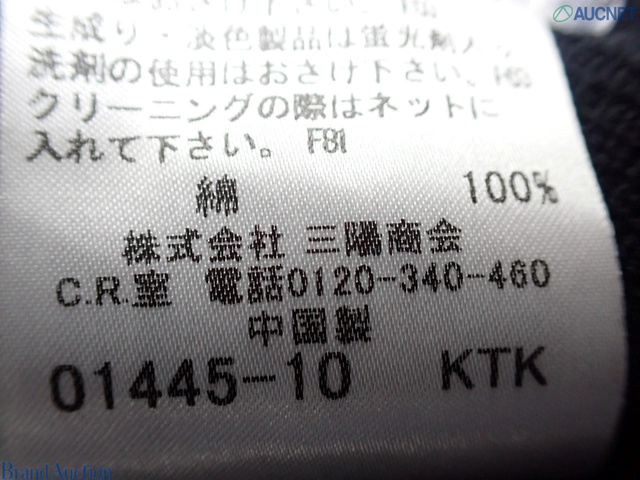 AUCNET
生成り・淡色製品は蛍光剤入り
洗剤の使用はおさけ下さい。H60
クリーニングの際はネットに
入れて下さい。F81
綿 100%
株式会社 三陽商会
C.R.室 電話0120-340-460
中国製
01445-10 KTK
Brand Auction